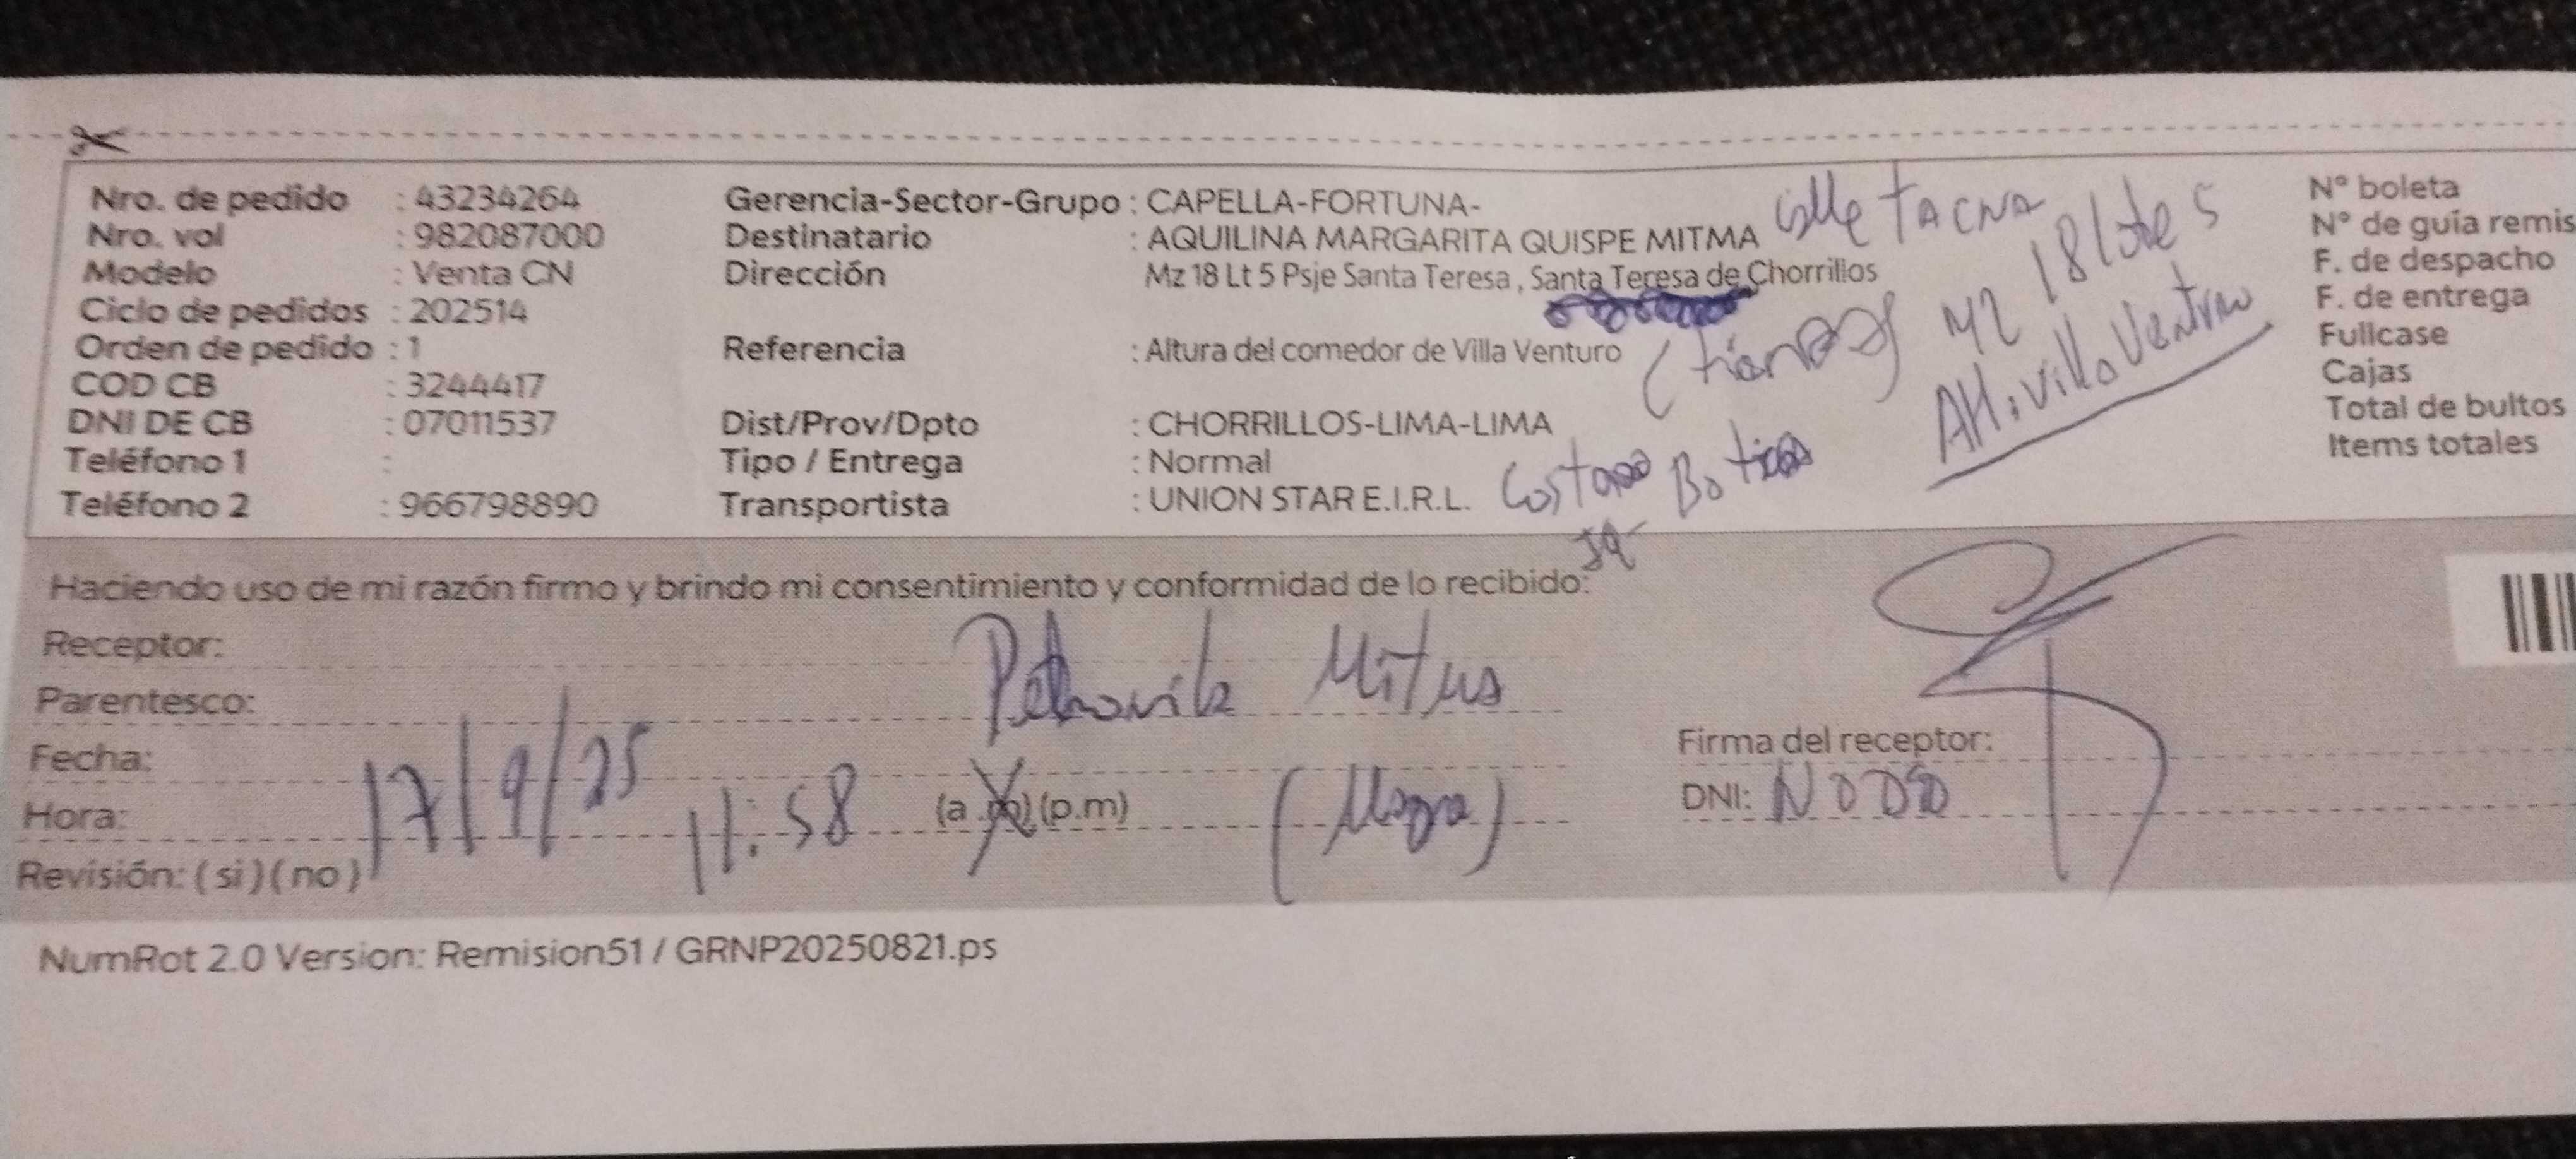 Nro. de pedido : 43234264
Nro. vol : 982087000
Modelo : Venta CN
Ciclo de pedidos : 202514
Orden de pedido : 1
COD CB : 3244417
DNI DE CB : 07011537
Teléfono 1 :
Teléfono 2 : 966798890
Gerencia-Sector-Grupo : CAPELLA-FORTUNA-
Destinatario : AQUILINA MARGARITA QUISPE MITMA
Dirección Mz 18 Lt 5 Psje Santa Teresa , Santa Teresa de Chorrillos
Referencia : Altura del comedor de Villa Venturo
Dist/Prov/Dpto : CHORRILLOS-LIMA-LIMA
Tipo / Entrega : Normal
Transportista : UNION STAR E.I.R.L.
Calle TACNA
MZ 18 lote 5
AH. Villa Venturo
(tienda)
Costado Botica
N° boleta
N° de guía remis
F. de despacho
F. de entrega
Fullcase
Cajas
Total de bultos
Items totales
Haciendo uso de mi razón firmo y brindo mi consentimiento y conformidad de lo recibido:
Receptor:
Parentesco:
Fecha: 17/9/25
Hora: 11:58 (a .m) (p.m)
Revisión: ( si ) ( no )
Firma del receptor:
DNI:
NumRot 2.0 Version: Remision51 / GRNP20250821.ps